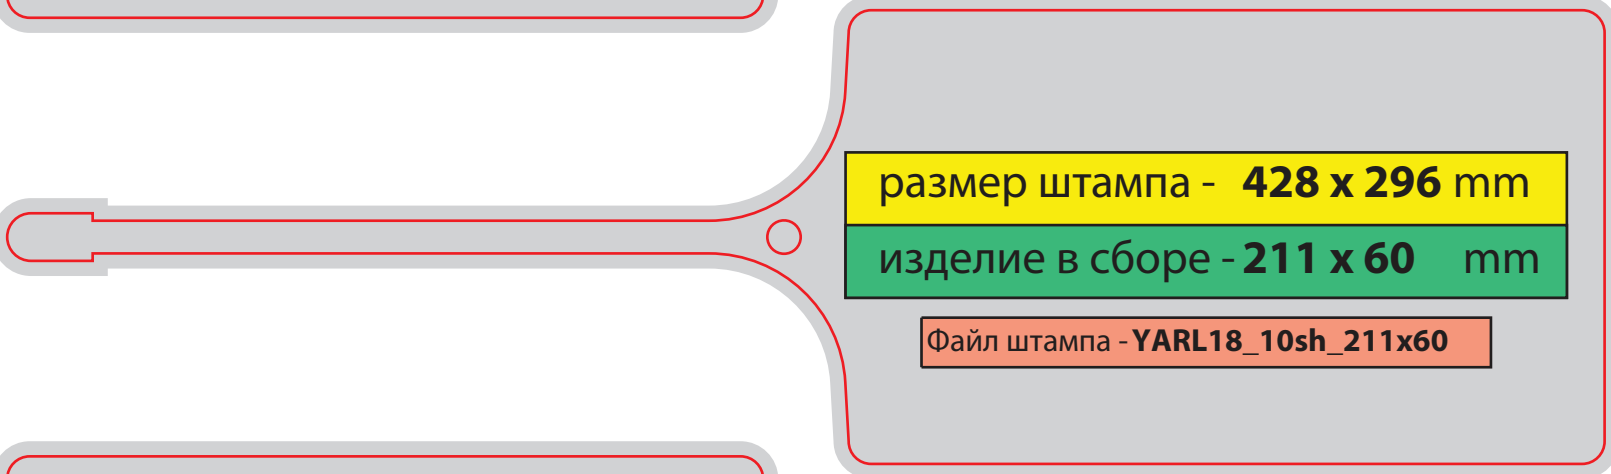 размер штампа - 428 x 296 mm
изделие в сборе - 211 x 60 mm
Файл штампа - YARL18_10sh_211x60